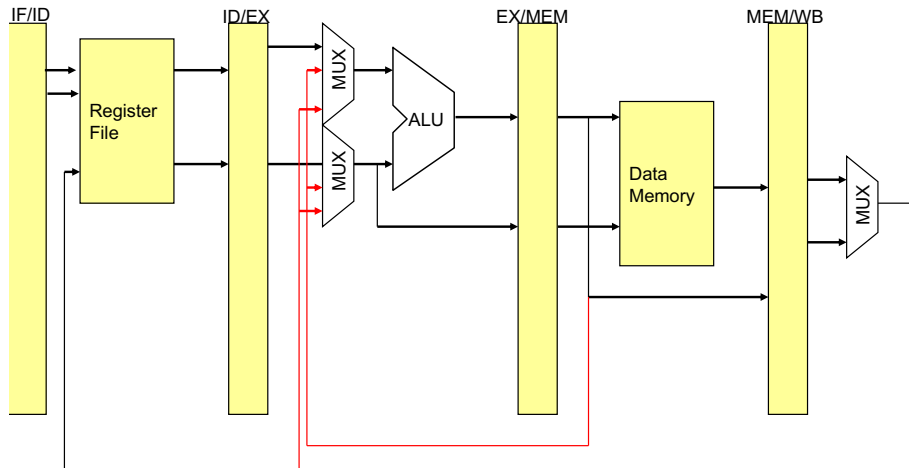 IF/ID
ID/EX
EX/MEM
MEM/WB
Register
File
MUX
MUX
ALU
Data
Memory
MUX